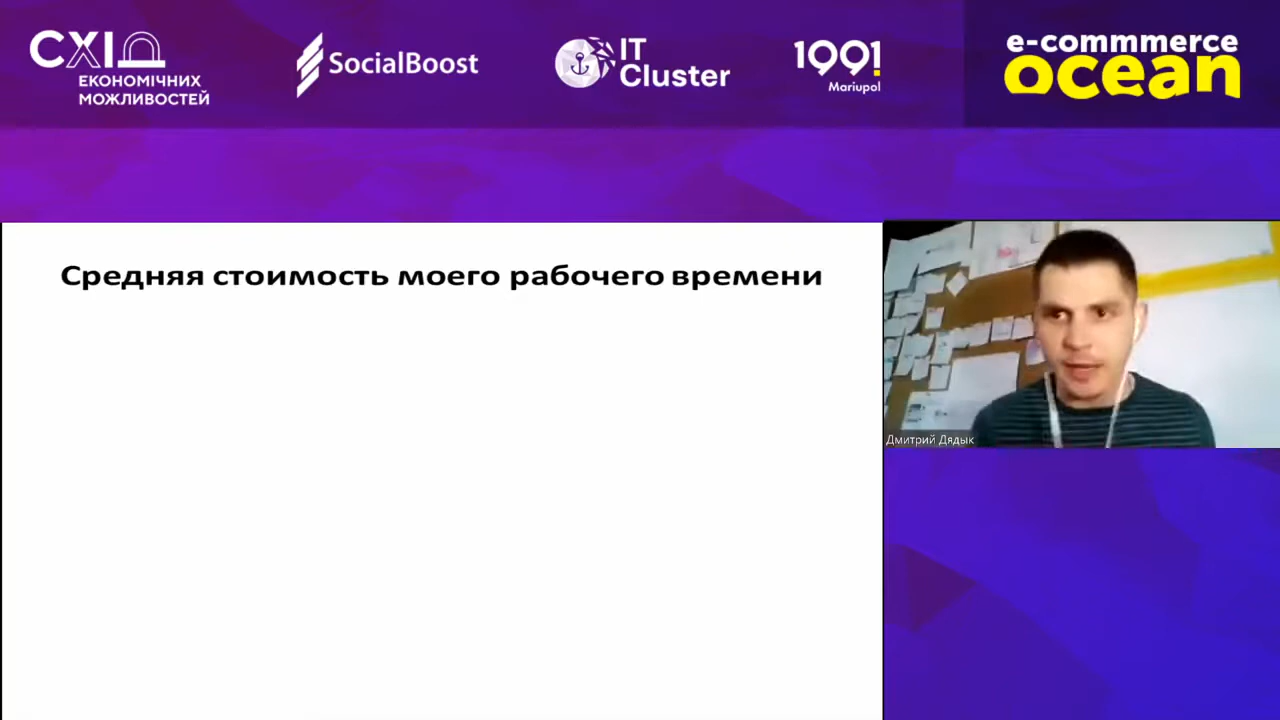 СХІД
ЕКОНОМІЧНИХ
МОЖЛИВОСТЕЙ
SocialBoost
IT
Cluster
1991
Mariupol
e-commmerce
ocean
Средняя стоимость моего рабочего времени
Дмитрий Дядык